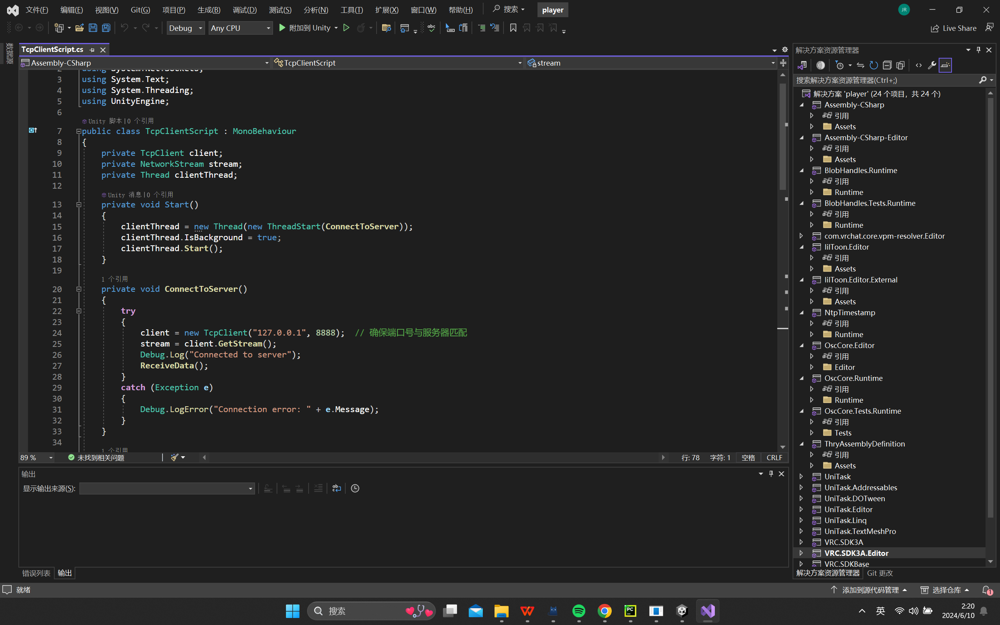 文件(F) 编辑(E) 视图(V) Git(G) 项目(P) 生成(B) 调试(D) 测试(S) 分析(N) 工具(T) 扩展(X) 窗口(W) 帮助(H) 搜索 player JR
Debug Any CPU 附加到 Unity Live Share
数据源
TcpClientScript.cs
Assembly-CSharp TcpClientScript stream
2 using System.Net.Sockets;
3 using System.Text;
4 using System.Threading;
5 using UnityEngine;
6
Unity 脚本|0 个引用
7 public class TcpClientScript : MonoBehaviour
8 {
9 private TcpClient client;
10 private NetworkStream stream;
11 private Thread clientThread;
12
Unity 消息|0 个引用
13 private void Start()
14 {
15 clientThread = new Thread(new ThreadStart(ConnectToServer));
16 clientThread.IsBackground = true;
17 clientThread.Start();
18 }
19
1 个引用
20 private void ConnectToServer()
21 {
22 try
23 {
24 client = new TcpClient("127.0.0.1", 8888); // 确保端口号与服务器匹配
25 stream = client.GetStream();
26 Debug.Log("Connected to server");
27 ReceiveData();
28 }
29 catch (Exception e)
30 {
31 Debug.LogError("Connection error: " + e.Message);
32 }
33 }
34
1 个引用
89 % 未找到相关问题 行: 78 字符: 1 空格 CRLF
输出
显示输出来源(S):
错误列表 输出
解决方案资源管理器
搜索解决方案资源管理器(Ctrl+;)
解决方案 'player' (24 个项目，共 24 个)
Assembly-CSharp
引用
Assets
Assembly-CSharp-Editor
引用
Assets
BlobHandles.Runtime
引用
Runtime
BlobHandles.Tests.Runtime
引用
Runtime
com.vrchat.core.vpm-resolver.Editor
lilToon.Editor
引用
Assets
lilToon.Editor.External
引用
Assets
NtpTimestamp
引用
Runtime
OscCore.Editor
引用
Editor
OscCore.Runtime
引用
Runtime
OscCore.Tests.Runtime
引用
Tests
ThryAssemblyDefinition
引用
Assets
UniTask
UniTask.Addressables
UniTask.DOTween
UniTask.Editor
UniTask.Linq
UniTask.TextMeshPro
VRC.SDK3A
VRC.SDK3A.Editor
VRC.SDKBase
解决方案资源管理器 Git 更改
就绪 添加到源代码管理 选择仓库 1
搜索 英 2:20
2024/6/10